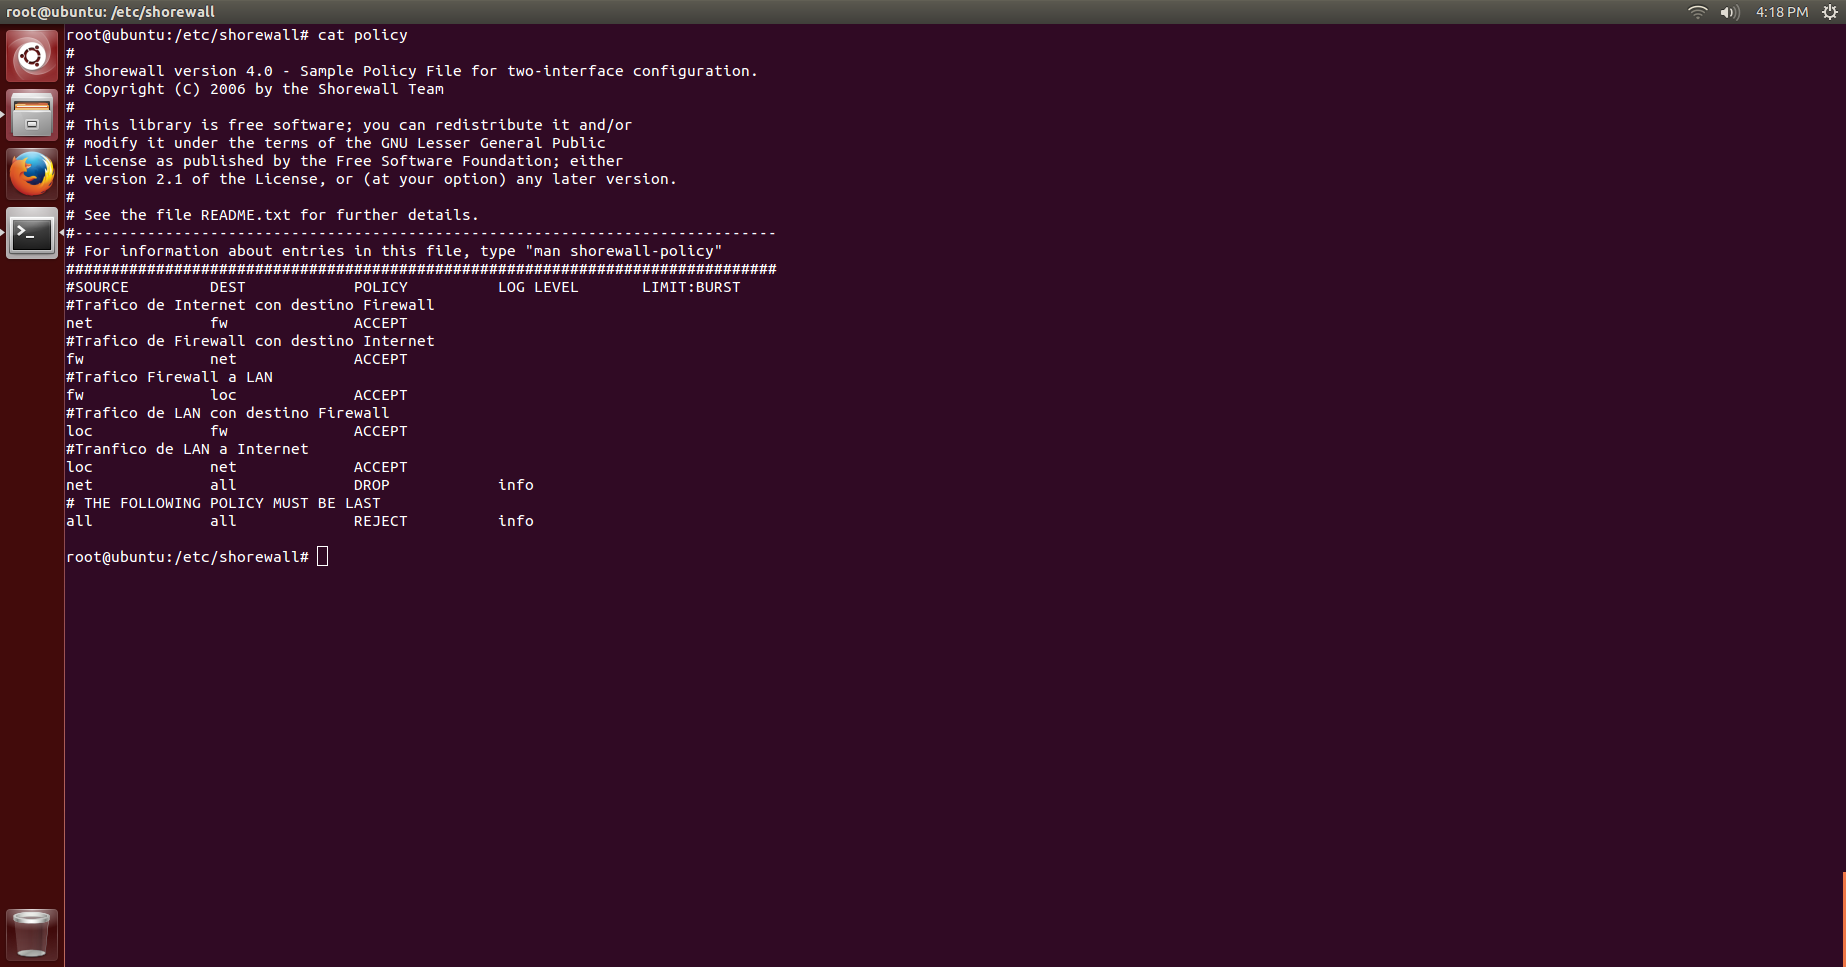 root@ubuntu: /etc/shorewall
4:18 PM
root@ubuntu:/etc/shorewall# cat policy
#
# Shorewall version 4.0 - Sample Policy File for two-interface configuration.
# Copyright (C) 2006 by the Shorewall Team
#
# This library is free software; you can redistribute it and/or
# modify it under the terms of the GNU Lesser General Public
# License as published by the Free Software Foundation; either
# version 2.1 of the License, or (at your option) any later version.
#
# See the file README.txt for further details.
#------------------------------------------------------------------------------
# For information about entries in this file, type "man shorewall-policy"
###############################################################################
#SOURCE         DEST            POLICY          LOG LEVEL       LIMIT:BURST
#Trafico de Internet con destino Firewall
net             fw              ACCEPT
#Trafico de Firewall con destino Internet
fw              net             ACCEPT
#Trafico Firewall a LAN
fw              loc             ACCEPT
#Trafico de LAN con destino Firewall
loc             fw              ACCEPT
#Tranfico de LAN a Internet
loc             net             ACCEPT
net             all             DROP            info
# THE FOLLOWING POLICY MUST BE LAST
all             all             REJECT          info
root@ubuntu:/etc/shorewall#